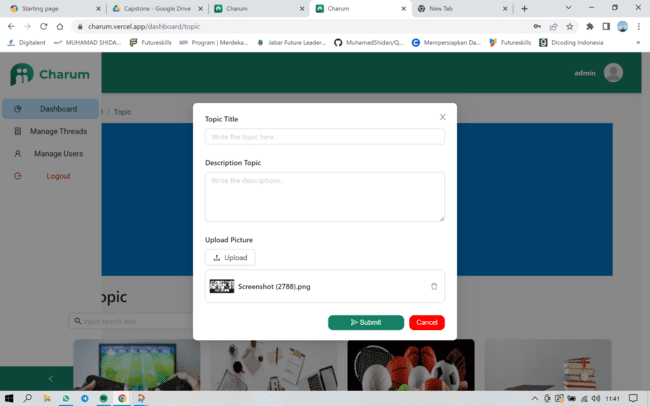 Starting page
Capstone - Google Drive
Charum
Charum
New Tab
charum.vercel.app/dashboard/topic
Digitalent
MUHAMAD SHIDA...
Futureskills
Program | Merdeka...
Jabar Future Leader...
MuhamadShidan/Q...
Mempersiapkan Da...
Futureskills
Dicoding Indonesia
Charum
admin
Dashboard
/ Topic
Manage Threads
Manage Users
Logout
Topic Title
Write the topic here..
Description Topic
Write the descriptions..
Upload Picture
Upload
Screenshot (2788).png
opic
input search text
Submit
Cancel
11:41